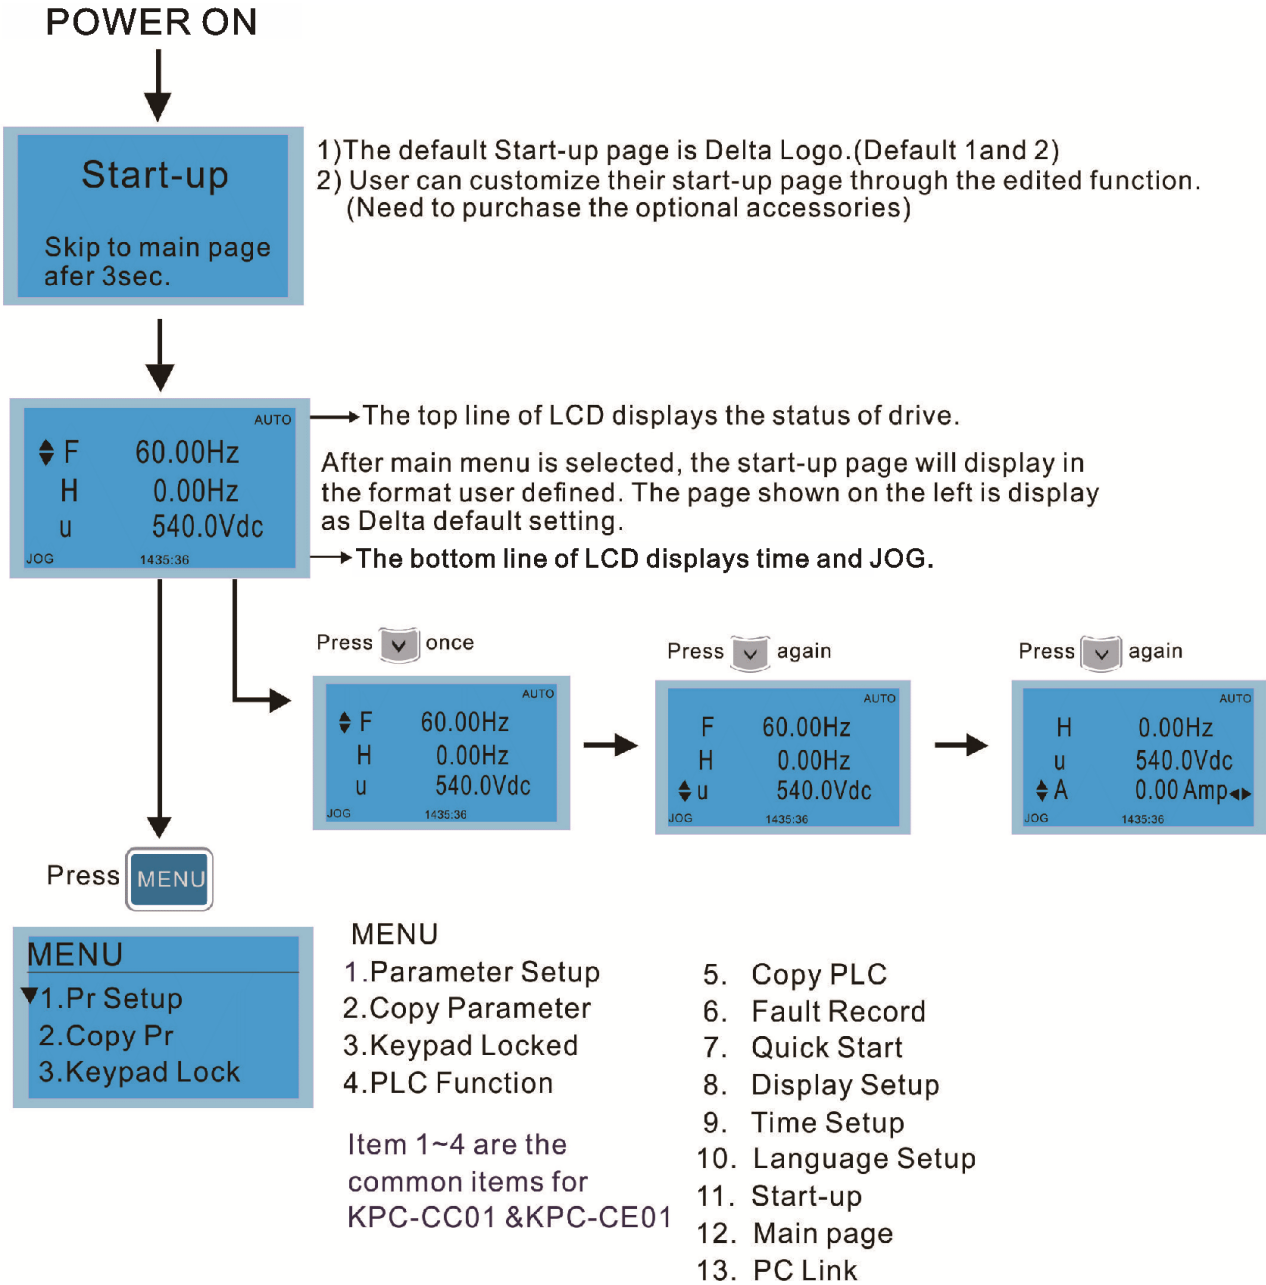 POWER ON
Start-up
Skip to main page
afer 3sec.
1)The default Start-up page is Delta Logo.(Default 1and 2)
2) User can customize their start-up page through the edited function.
(Need to purchase the optional accessories)
AUTO
F 60.00Hz
H 0.00Hz
u 540.0Vdc
JOG 1435:36
The top line of LCD displays the status of drive.
After main menu is selected, the start-up page will display in
the format user defined. The page shown on the left is display
as Delta default setting.
The bottom line of LCD displays time and JOG.
Press once
AUTO
F 60.00Hz
H 0.00Hz
u 540.0Vdc
JOG 1435:36
Press again
AUTO
F 60.00Hz
H 0.00Hz
u 540.0Vdc
JOG 1435:36
Press again
AUTO
H 0.00Hz
u 540.0Vdc
A 0.00 Amp
JOG 1435:36
Press MENU
MENU
1.Pr Setup
2.Copy Pr
3.Keypad Lock
MENU
1.Parameter Setup
2.Copy Parameter
3.Keypad Locked
4.PLC Function
Item 1~4 are the
common items for
KPC-CC01 &KPC-CE01
5. Copy PLC
6. Fault Record
7. Quick Start
8. Display Setup
9. Time Setup
10. Language Setup
11. Start-up
12. Main page
13. PC Link